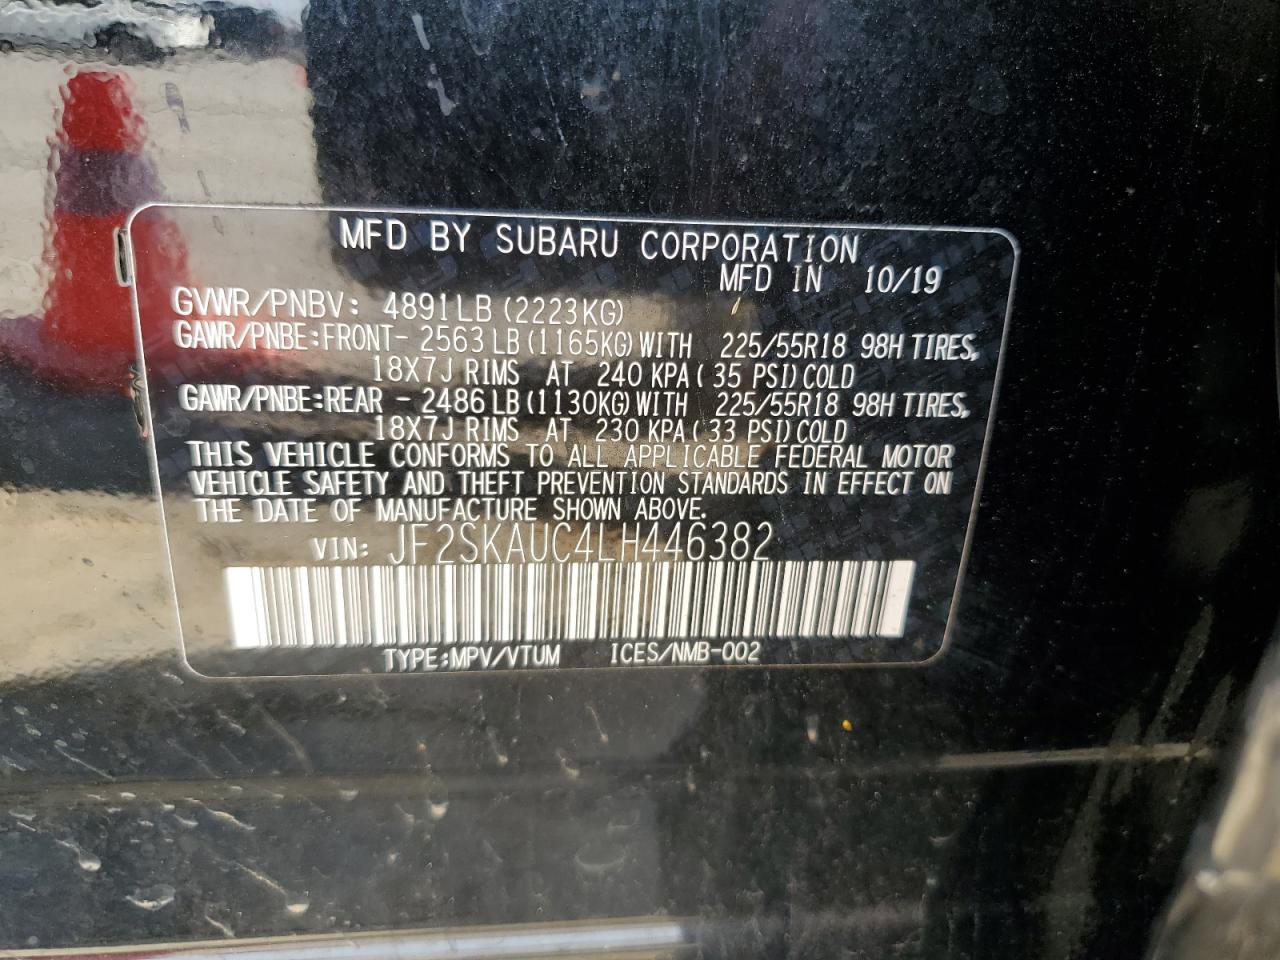 MFD BY SUBARU CORPORATION
MFD IN 10/19
GVWR/PNBV: 4891LB (2223KG)
GAWR/PNBE:FRONT- 2563 LB (1165KG) WITH 225/55R18 98H TIRES,
18X7J RIMS AT 240 KPA (35 PSI) COLD
GAWR/PNBE:REAR - 2486 LB (1130KG) WITH 225/55R18 98H TIRES,
18X7J RIMS AT 230 KPA (33 PSI) COLD
THIS VEHICLE CONFORMS TO ALL APPLICABLE FEDERAL MOTOR
VEHICLE SAFETY AND THEFT PREVENTION STANDARDS IN EFFECT ON
THE DATE OF MANUFACTURE SHOWN ABOVE.
VIN: JF2SKAUC4LH446382
TYPE:MPV/VTUM ICES/NMB-002